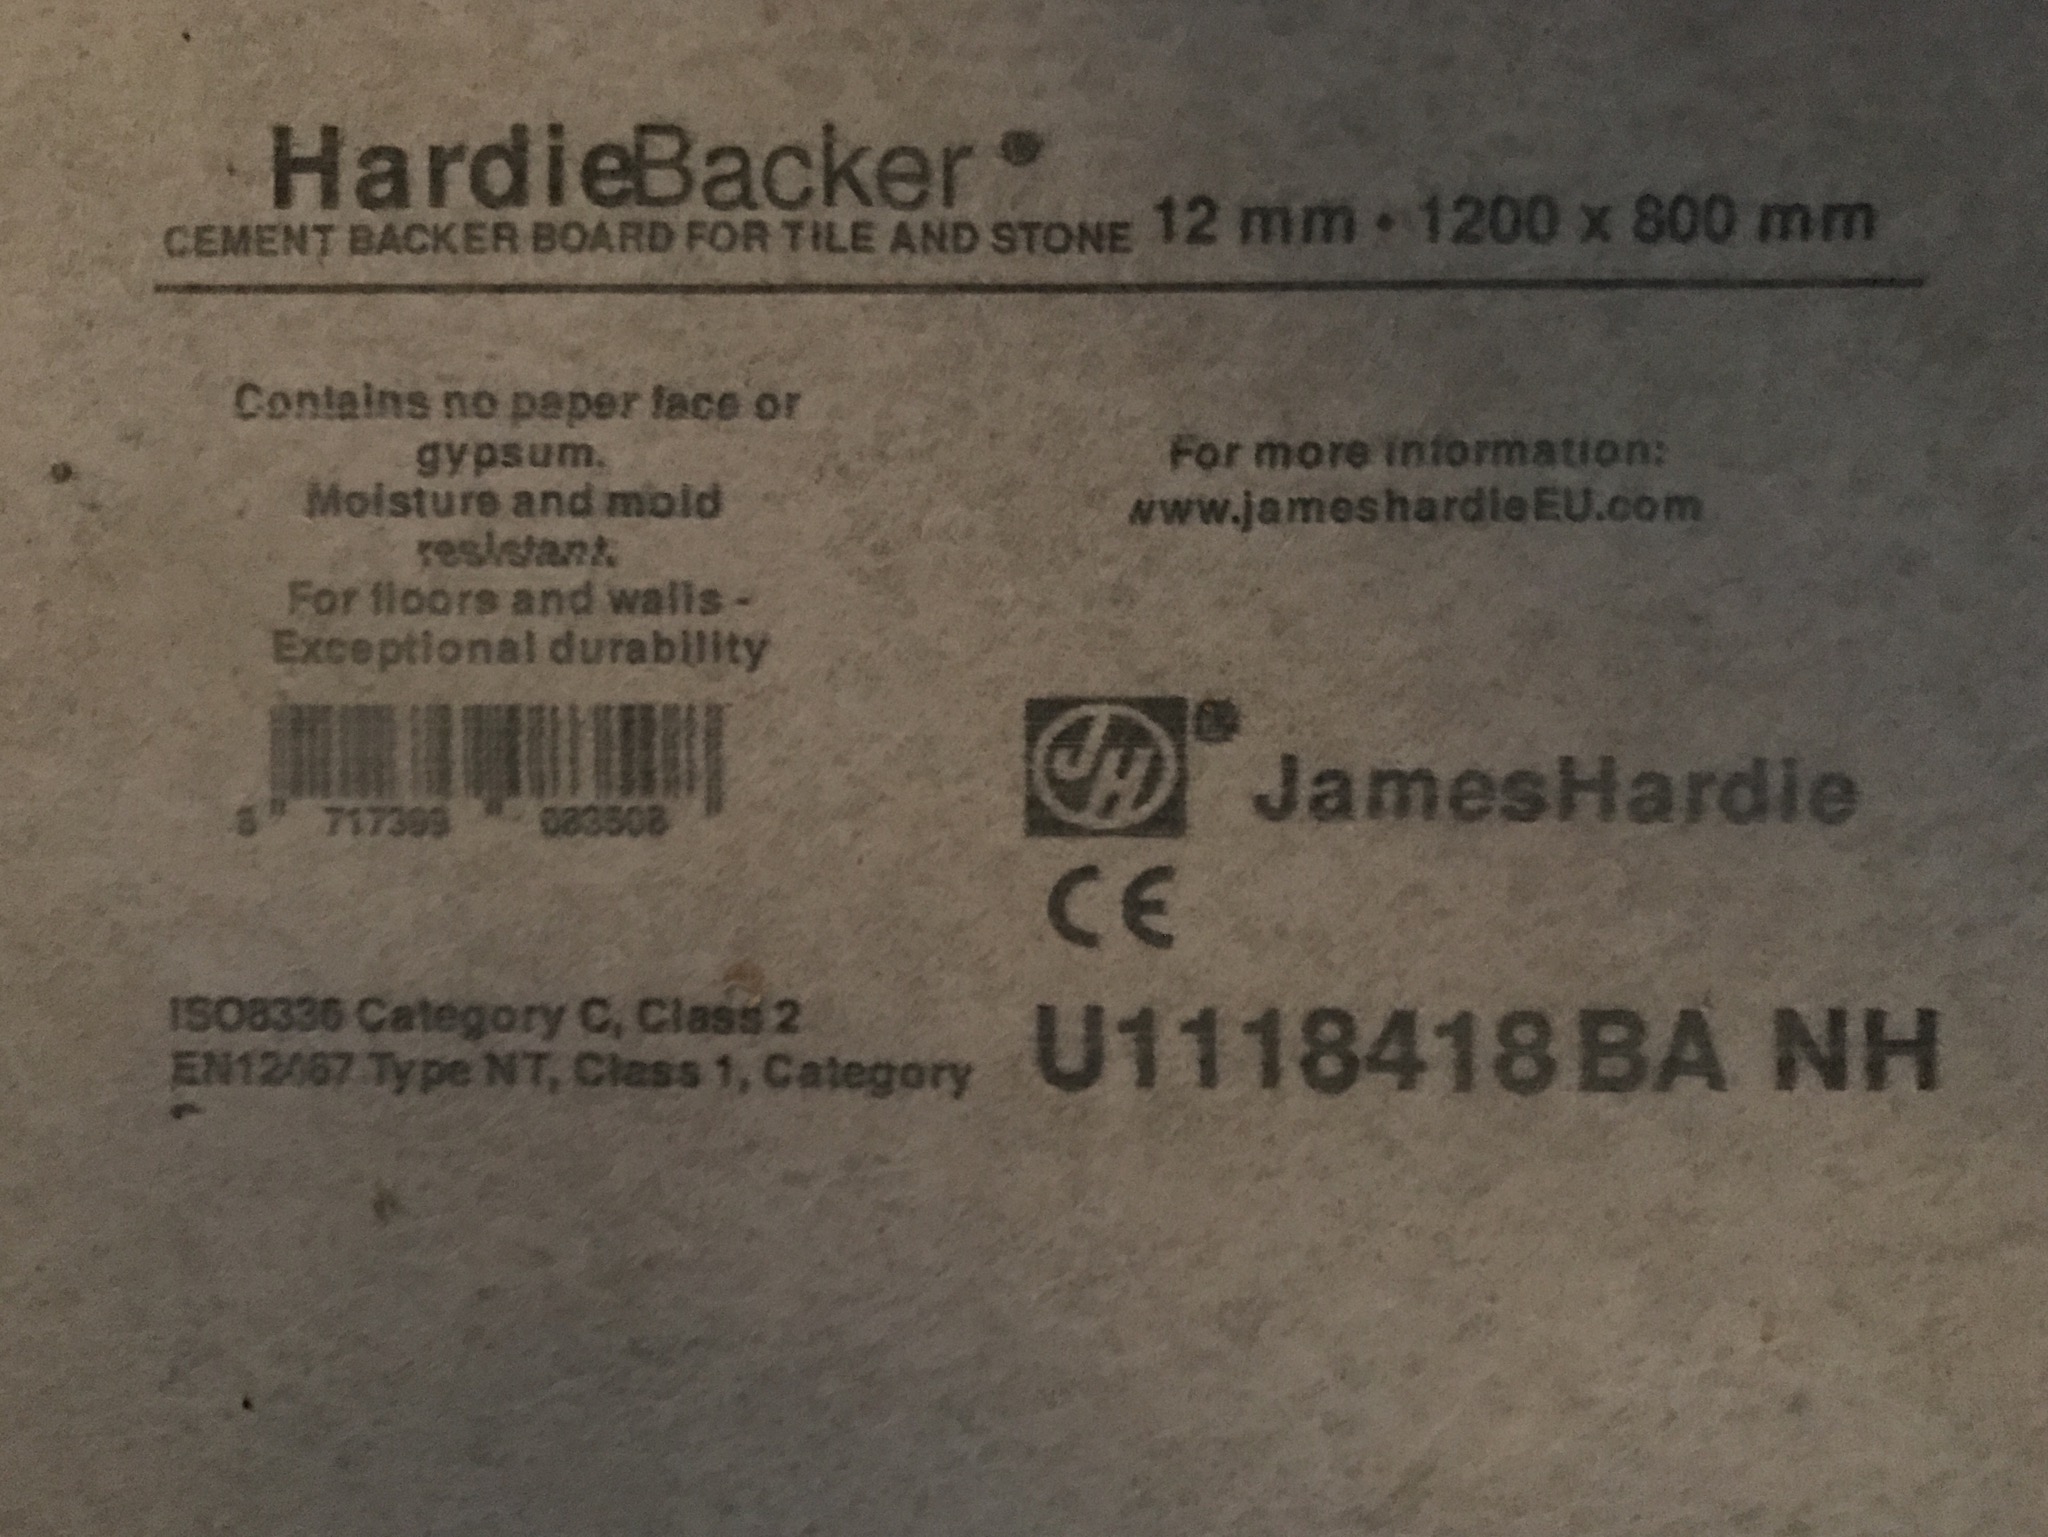 HardieBacker
CEMENT BACKER BOARD FOR TILE AND STONE 12 mm • 1200 x 800 mm
Contains no paper face or
gypsum.
Moisture and mold
resistant.
For floors and walls -
Exceptional durability
For more information:
www.jameshardieEU.com
JH
JamesHardie
CE
ISO8336 Category C, Class 2
EN12467 Type NT, Class 1, Category
U1118418BA NH